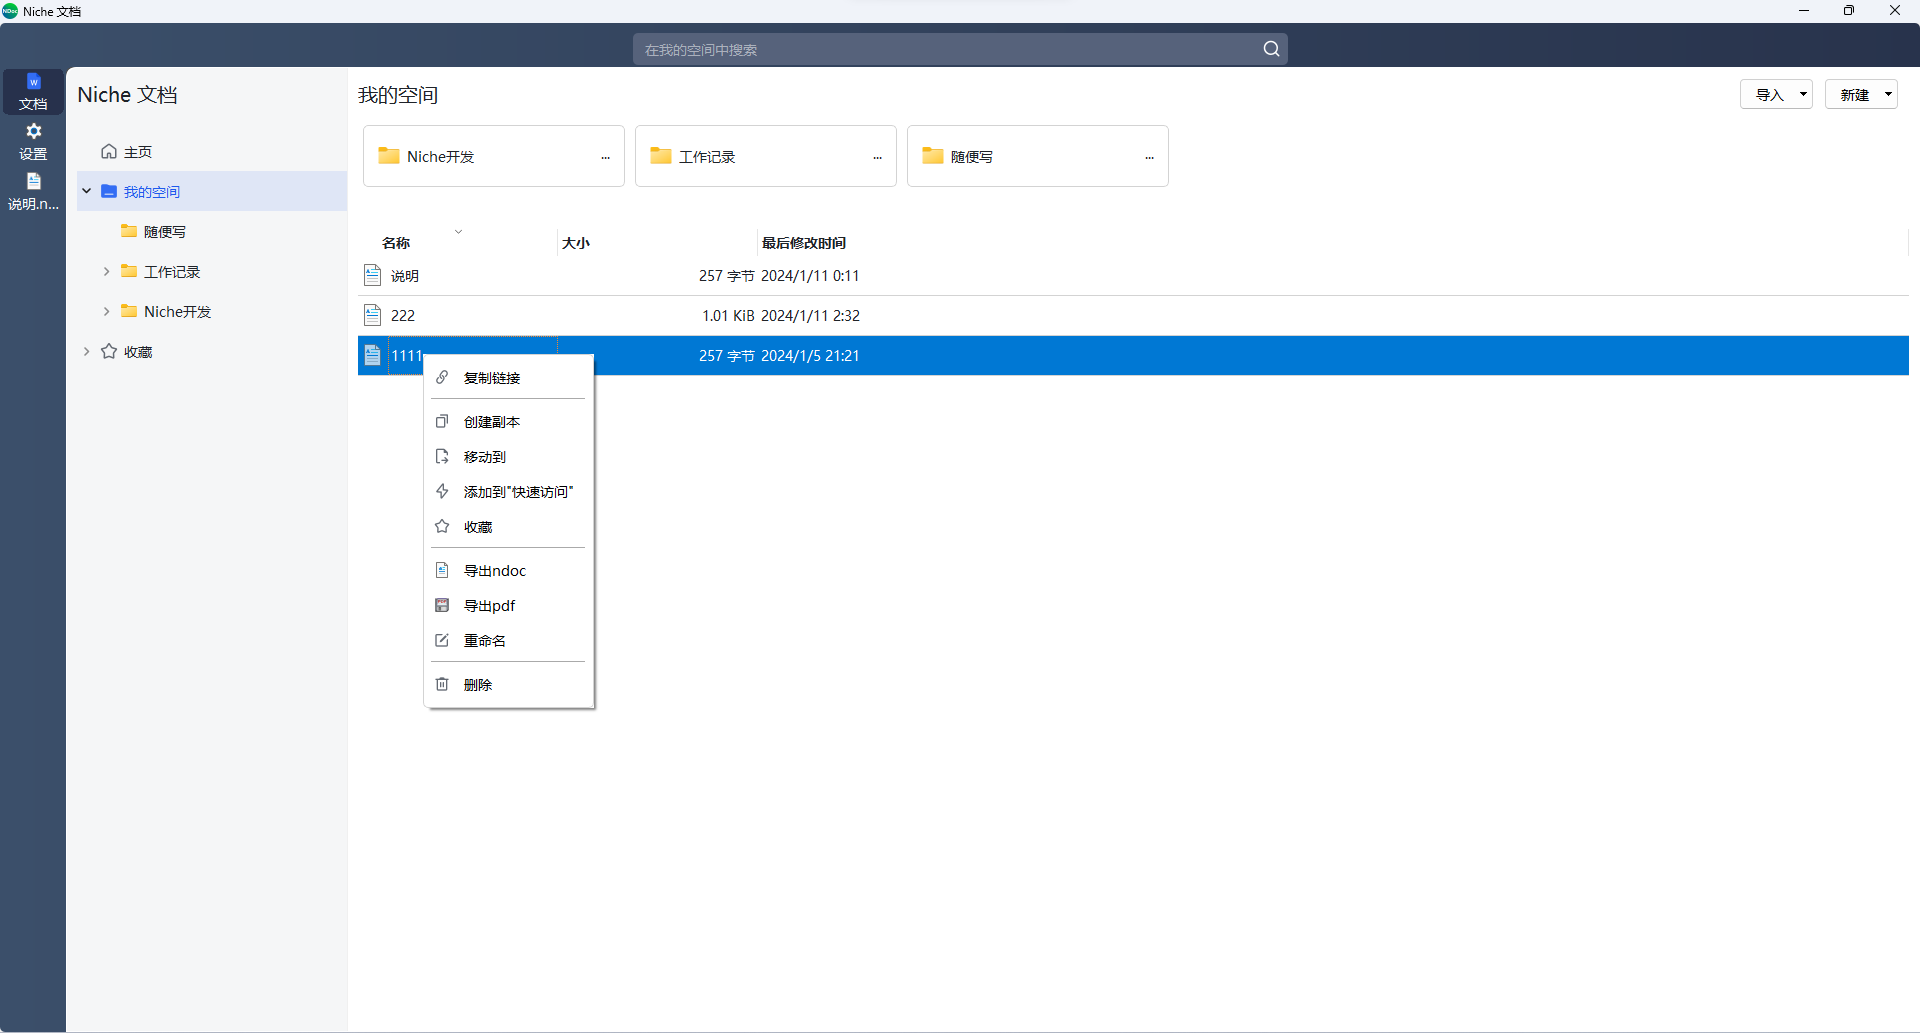 NDoc Niche 文档
在我的空间中搜索
W
文档
设置
说明.n...
Niche 文档
主页
我的空间
随便写
工作记录
Niche开发
收藏
我的空间
导入
新建
Niche开发 ...
工作记录 ...
随便写 ...
名称 大小 最后修改时间
说明 257 字节 2024/1/11 0:11
222 1.01 KiB 2024/1/11 2:32
1111 257 字节 2024/1/5 21:21
复制链接
创建副本
移动到
添加到"快速访问"
收藏
导出ndoc
导出pdf
重命名
删除